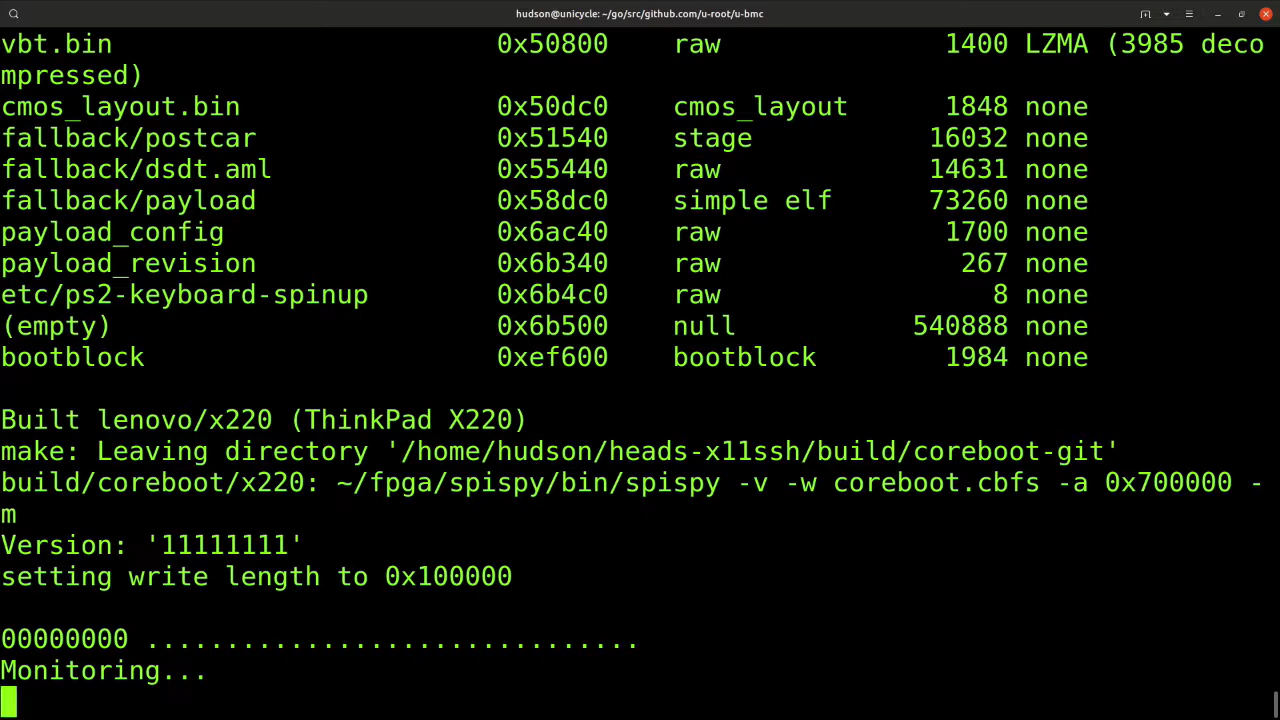 hudson@unicycle: ~/go/src/github.com/u-root/u-bmc
vbt.bin 0x50800 raw 1400 LZMA (3985 deco
mpressed)
cmos_layout.bin 0x50dc0 cmos_layout 1848 none
fallback/postcar 0x51540 stage 16032 none
fallback/dsdt.aml 0x55440 raw 14631 none
fallback/payload 0x58dc0 simple elf 73260 none
payload_config 0x6ac40 raw 1700 none
payload_revision 0x6b340 raw 267 none
etc/ps2-keyboard-spinup 0x6b4c0 raw 8 none
(empty) 0x6b500 null 540888 none
bootblock 0xef600 bootblock 1984 none
Built lenovo/x220 (ThinkPad X220)
make: Leaving directory '/home/hudson/heads-x11ssh/build/coreboot-git'
build/coreboot/x220: ~/fpga/spispy/bin/spispy -v -w coreboot.cbfs -a 0x700000 -
m
Version: '11111111'
setting write length to 0x100000
00000000 ...............................
Monitoring...